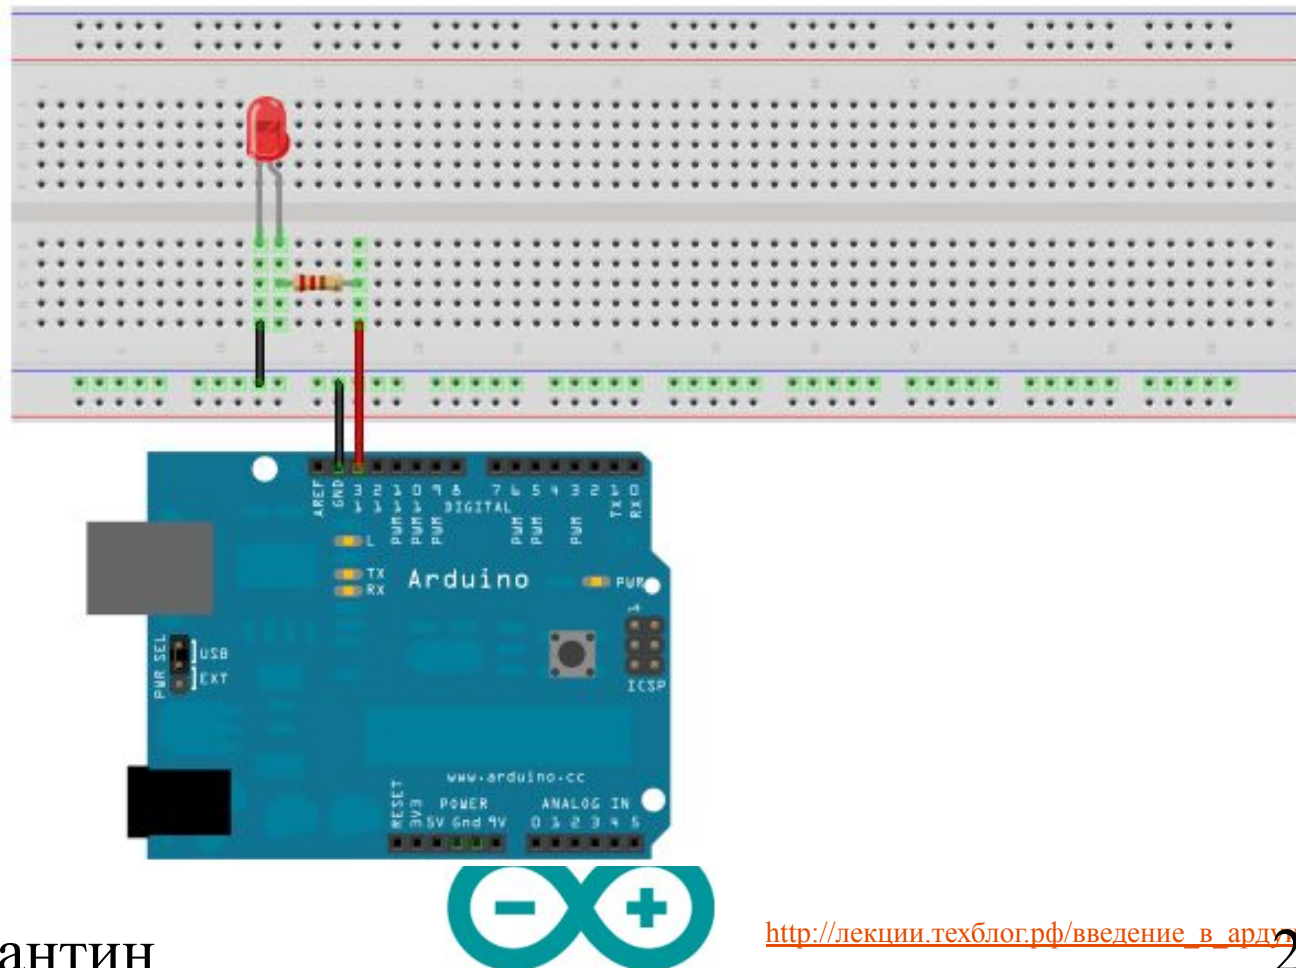 AREF
GND
13
12
PWM 11
PWM 10
PWM 9
8
7
PWM 6
PWM 5
4
PWM 3
2
TX 1
RX 0
DIGITAL
L
TX
RX
Arduino
PWR
1
ICSP
PWR SEL
USB
EXT
www.arduino.cc
POWER
ANALOG IN
RESET
3V3
5V Gnd 9V
0 1 2 3 4 5
http://лекции.техблог.рф/введение_в_арду
антин
2